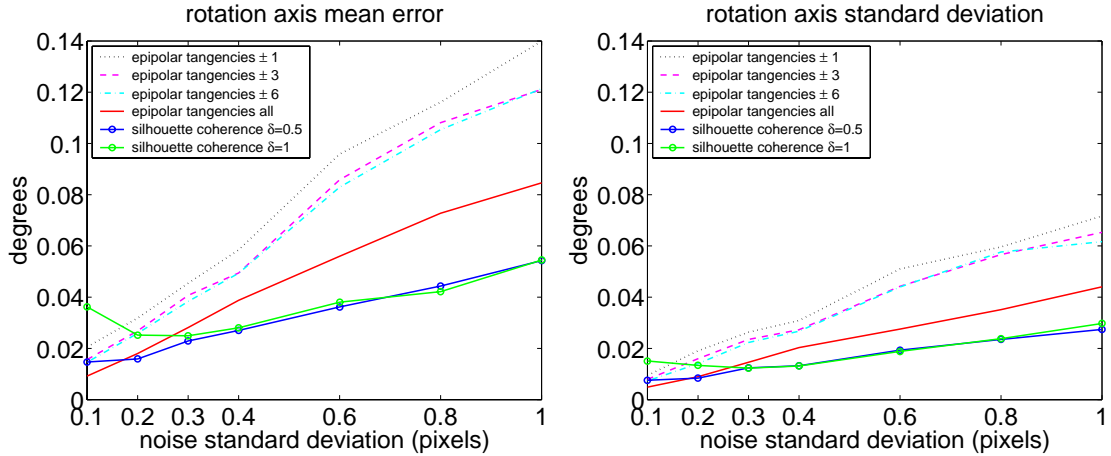 rotation axis mean error
0.14
0.12
0.1
0.08
0.06
0.04
0.02
0
degrees
epipolar tangencies ± 1
epipolar tangencies ± 3
epipolar tangencies ± 6
epipolar tangencies all
silhouette coherence δ=0.5
silhouette coherence δ=1
0.1 0.2 0.3 0.4 0.6 0.8 1
noise standard deviation (pixels)
rotation axis standard deviation
0.14
0.12
0.1
0.08
0.06
0.04
0.02
0
degrees
epipolar tangencies ± 1
epipolar tangencies ± 3
epipolar tangencies ± 6
epipolar tangencies all
silhouette coherence δ=0.5
silhouette coherence δ=1
0.1 0.2 0.3 0.4 0.6 0.8 1
noise standard deviation (pixels)